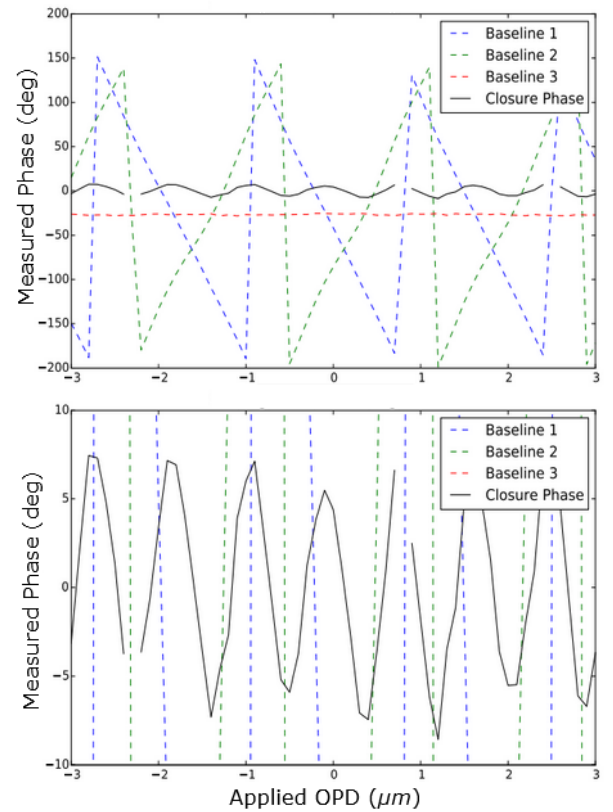 200
150
100
50
0
−50
−100
−150
−200
Measured Phase (deg)
Baseline 1
Baseline 2
Baseline 3
Closure Phase
−3 −2 −1 0 1 2 3
10
5
0
−5
−10
Measured Phase (deg)
Baseline 1
Baseline 2
Baseline 3
Closure Phase
−3 −2 −1 0 1 2 3
Applied OPD (μm)